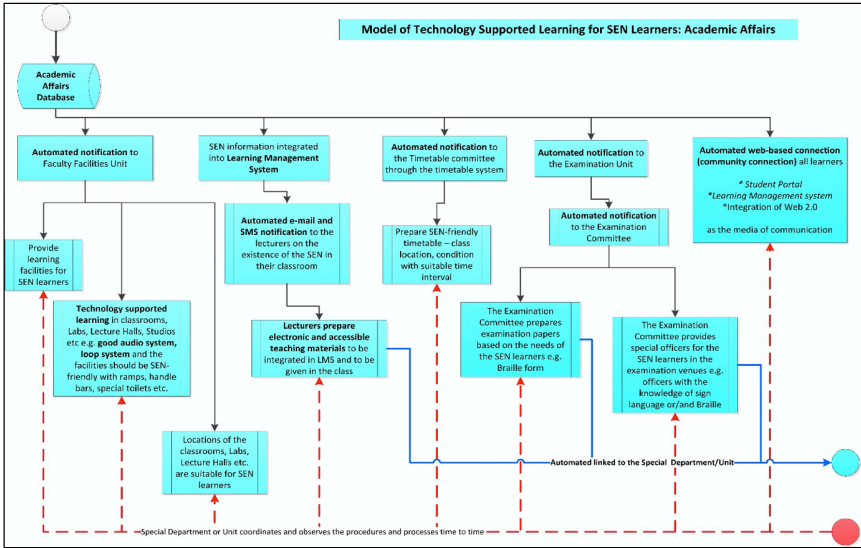 Model of Technology Supported Learning for SEN Learners: Academic Affairs
Academic
Affairs
Database
Automated notification to
Faculty Facilities Unit
SEN information integrated
into Learning Management
System
Automated notification to
the Timetable committee
through the timetable system
Automated notification to
the Examination Unit
Automated web-based connection
(community connection) all learners
* Student Portal
*Learning Management system
*Integration of Web 2.0
as the media of communication
Automated e-mail and
SMS notification to the
lecturers on the
existence of the SEN in
their classroom
Automated notification
to the Examination
Committee
Provide
learning
facilities for
SEN learners
Prepare SEN-friendly
timetable – class
location, condition
with suitable time
interval
Technology supported
learning in classrooms,
Labs, Lecture Halls, Studios
etc e.g. good audio system,
loop system and the
facilities should be SEN-
friendly with ramps, handle
bars, special toilets etc.
Lecturers prepare
electronic and accessible
teaching materials to be
integrated in LMS and to be
given in the class
The Examination
Committee prepares
examination papers
based on the needs of
the SEN learners e.g.
Braille form
The Examination
Committee provides
special officers for the
SEN learners in the
examination venues e.g.
officers with the
knowledge of sign
language or/and Braille
Locations of the
classrooms, Labs,
Lecture Halls etc.
are suitable for SEN
learners
Automated linked to the Special Department/Unit
Special Department or Unit coordinates and observes the procedures and processes time to time